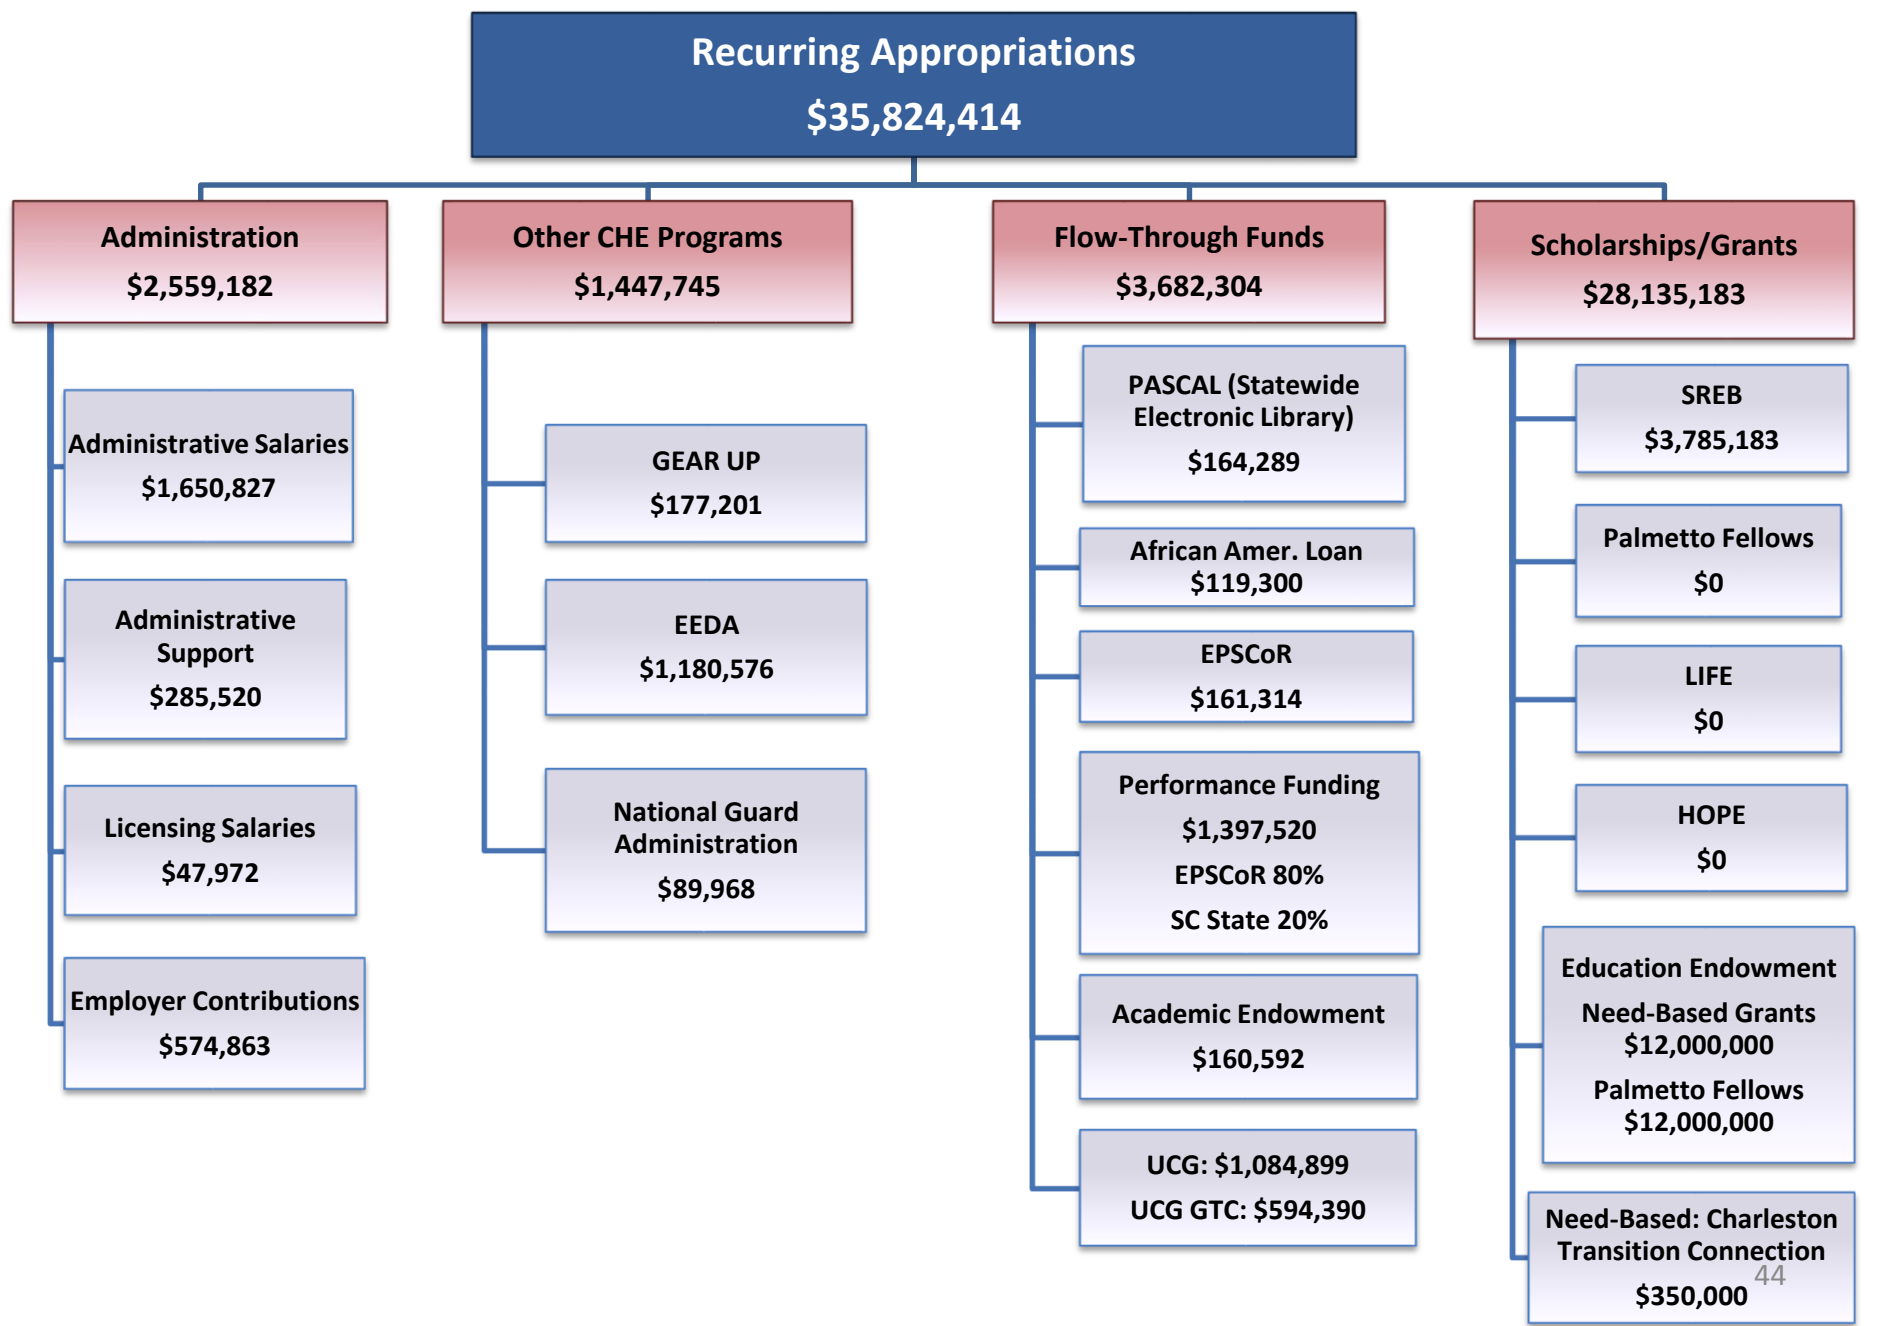 Recurring Appropriations
$35,824,414
Administration
$2,559,182
Administrative Salaries
$1,650,827
Administrative
Support
$285,520
Licensing Salaries
$47,972
Employer Contributions
$574,863
Other CHE Programs
$1,447,745
GEAR UP
$177,201
EEDA
$1,180,576
National Guard
Administration
$89,968
Flow-Through Funds
$3,682,304
PASCAL (Statewide
Electronic Library)
$164,289
African Amer. Loan
$119,300
EPSCoR
$161,314
Performance Funding
$1,397,520
EPSCoR 80%
SC State 20%
Academic Endowment
$160,592
UCG: $1,084,899
UCG GTC: $594,390
Scholarships/Grants
$28,135,183
SREB
$3,785,183
Palmetto Fellows
$0
LIFE
$0
HOPE
$0
Education Endowment
Need-Based Grants
$12,000,000
Palmetto Fellows
$12,000,000
Need-Based: Charleston
Transition Connection
$350,000
44